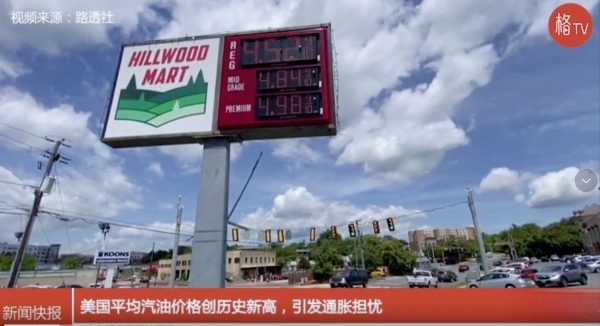 视频来源：路透社
格TV
HILLWOOD
MART
REG
MID
GRADE
PREMIUM
KOONS
新闻快报
美国平均汽油价格创历史新高，引发通胀担忧